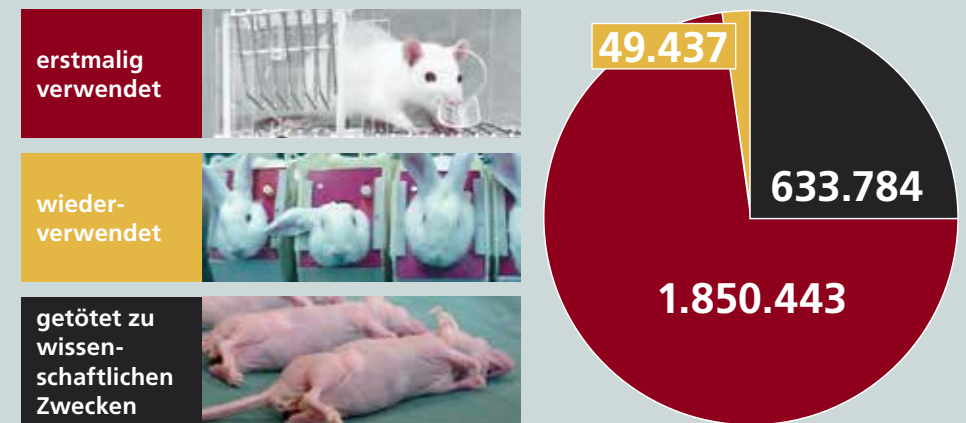 erstmalig
verwendet
wieder-
verwendet
getötet zu
wissen-
schaftlichen
Zwecken
49.437
633.784
1.850.443